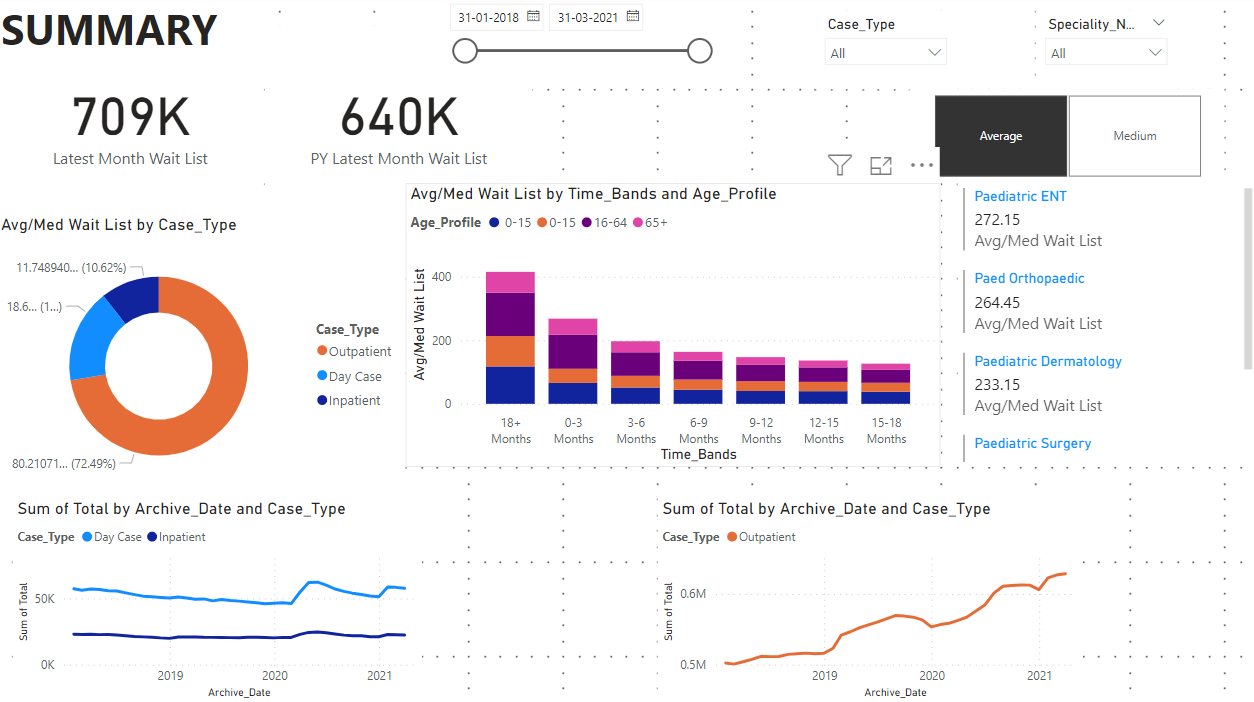 SUMMARY
31-01-2018
31-03-2021
Case_Type
All
Speciality_N...
All
709K
Latest Month Wait List
640K
PY Latest Month Wait List
Average
Medium
Avg/Med Wait List by Case_Type
11.748940... (10.62%)
18.6... (1...)
80.21071... (72.49%)
Case_Type
Outpatient
Day Case
Inpatient
Avg/Med Wait List by Time_Bands and Age_Profile
Age_Profile 0-15 0-15 16-64 65+
Avg/Med Wait List
400
200
0
18+ Months
0-3 Months
3-6 Months
6-9 Months
9-12 Months
12-15 Months
15-18 Months
Time_Bands
Paediatric ENT
272.15
Avg/Med Wait List
Paed Orthopaedic
264.45
Avg/Med Wait List
Paediatric Dermatology
233.15
Avg/Med Wait List
Paediatric Surgery
Sum of Total by Archive_Date and Case_Type
Case_Type Day Case Inpatient
Sum of Total
50K
0K
2019 2020 2021
Archive_Date
Sum of Total by Archive_Date and Case_Type
Case_Type Outpatient
Sum of Total
0.6M
0.5M
2019 2020 2021
Archive_Date